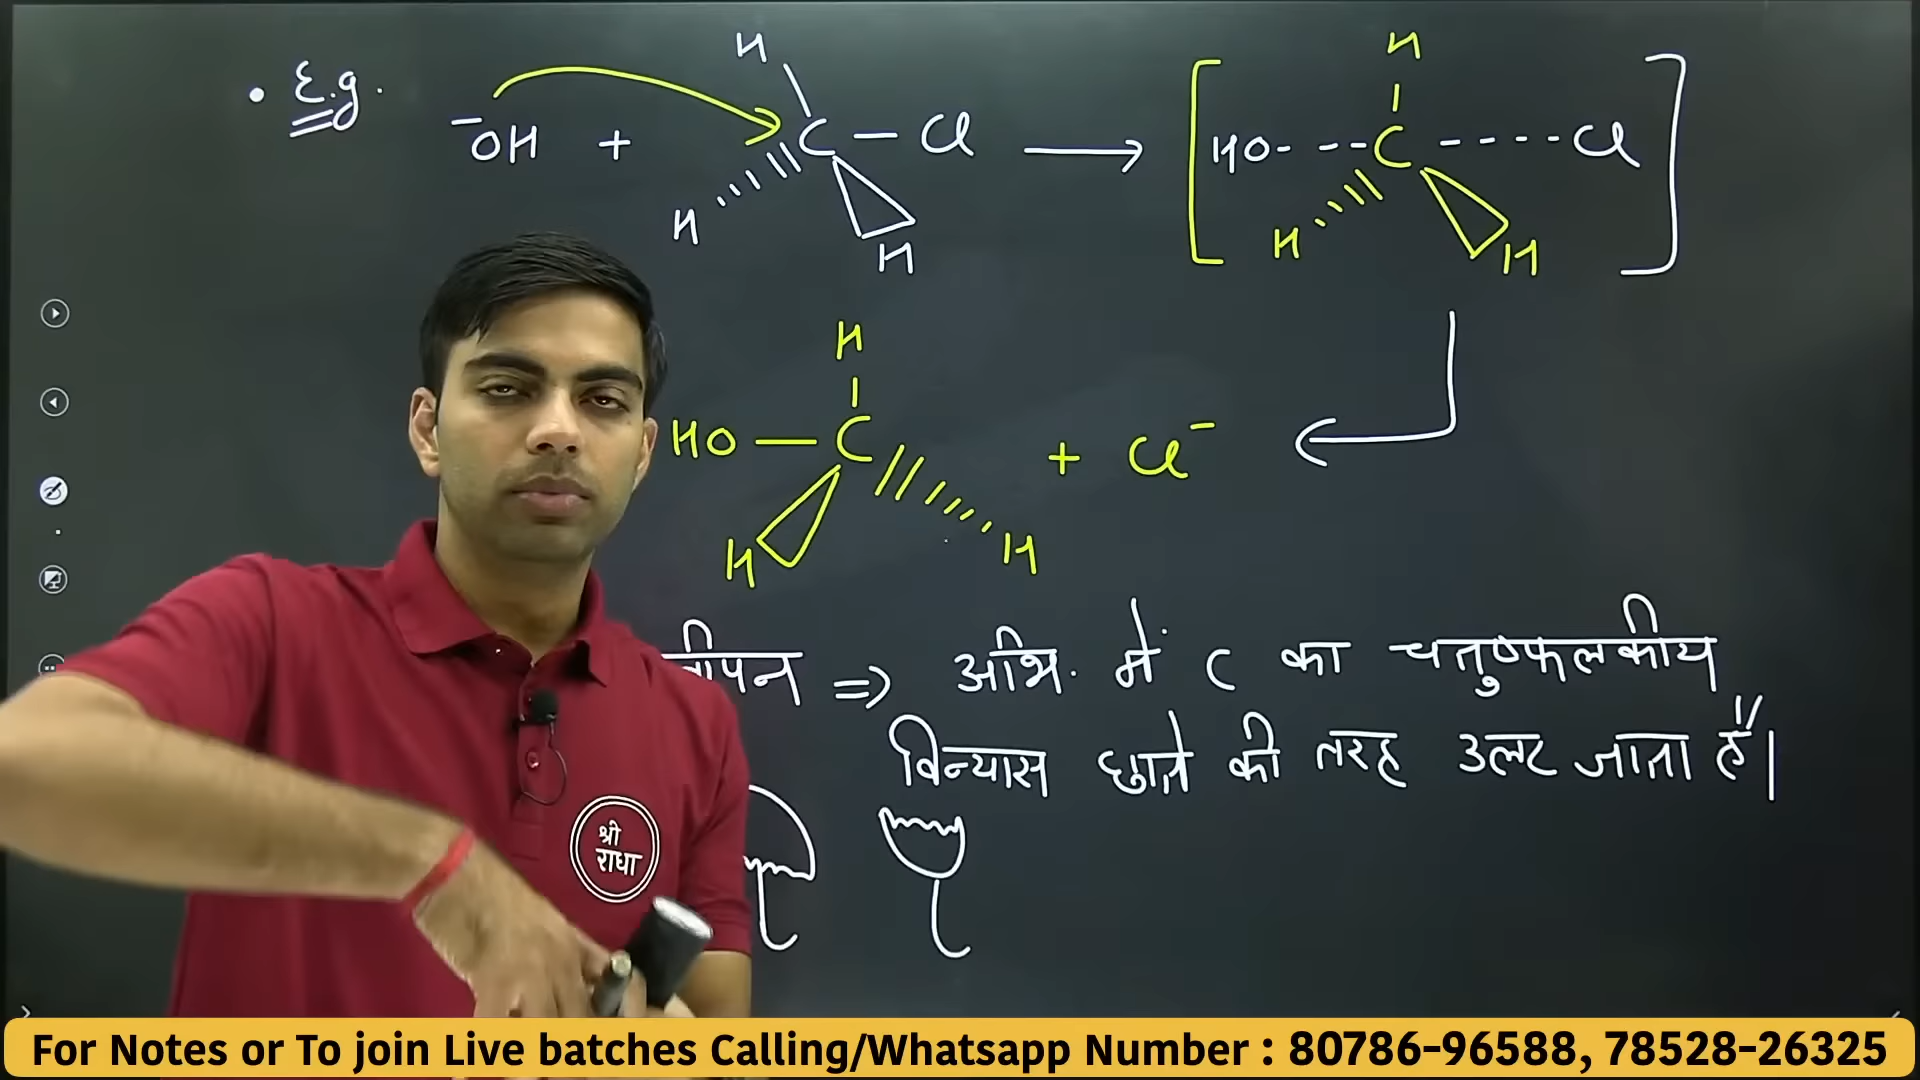 • E.g.
H
⁻OH + C — Cl ⟶
H
H
[ HO- - - -C - - - - -Cl ]
H
H
H
H
HO — C + Cl⁻
H
H
⇒ अभि. में C का चतुष्फलकीय
विन्यास छाते की तरह उलट जाता है"।
श्री
राधा
For Notes or To join Live batches Calling/Whatsapp Number : 80786-96588, 78528-26325